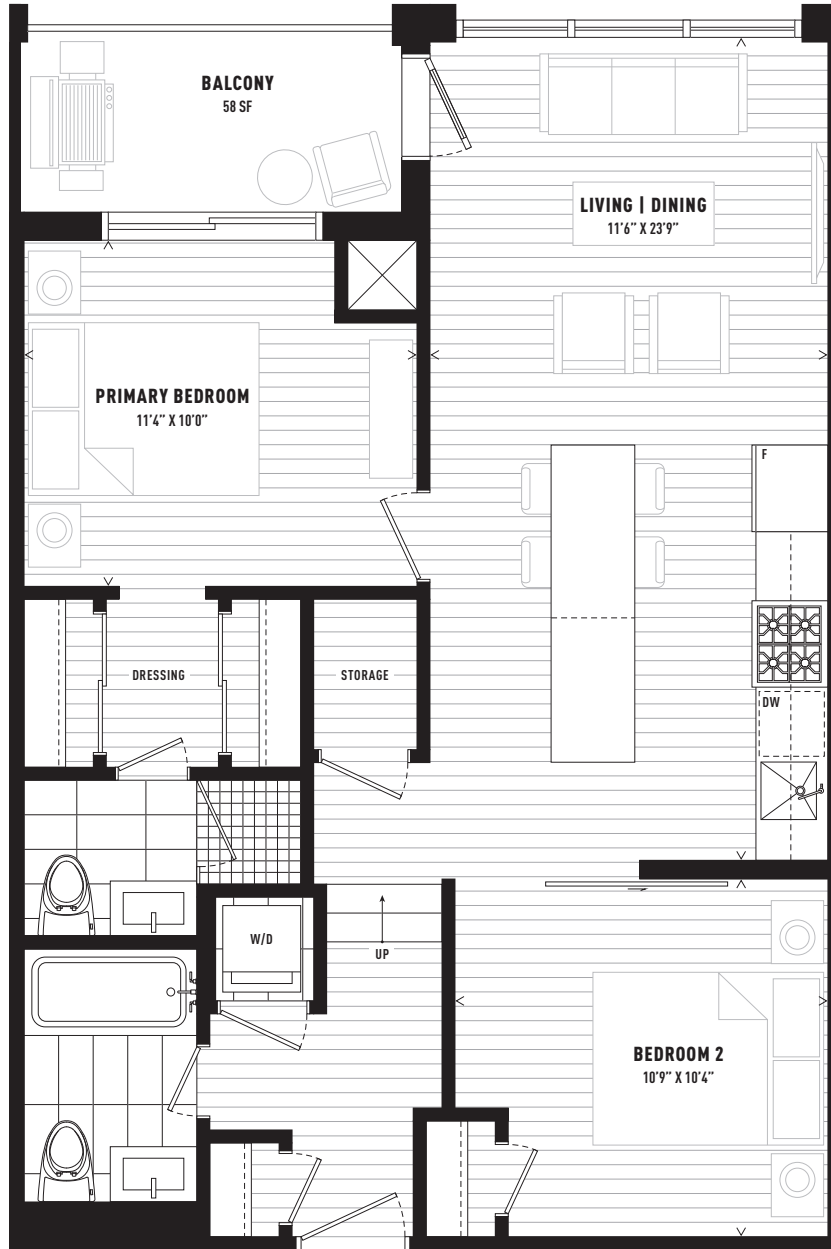 BALCONY
58 SF
LIVING | DINING
11’6” X 23’9”
PRIMARY BEDROOM
11’4” X 10’0”
F
DRESSING
STORAGE
DW
W/D
UP
BEDROOM 2
10’9” X 10’4”